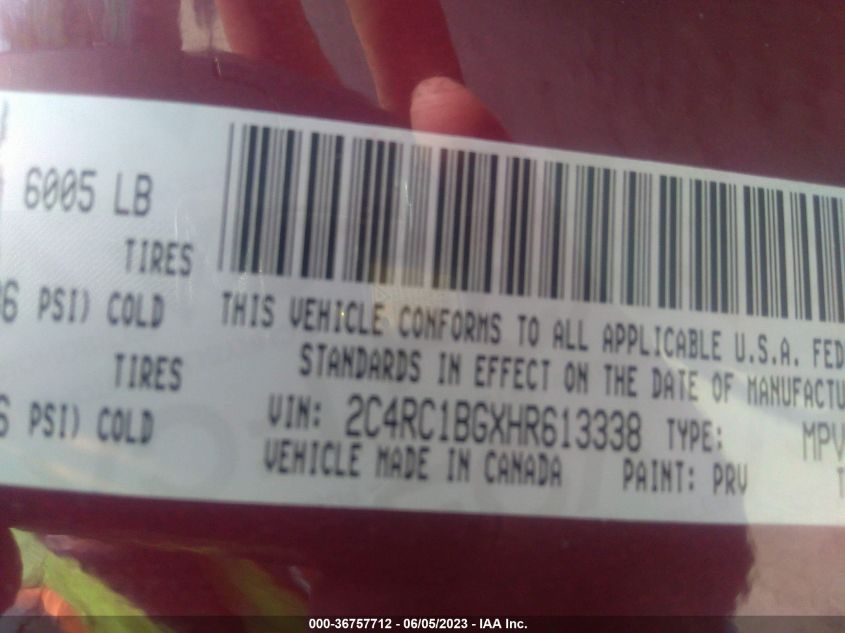 6005 LB
TIRES
PSI) COLD
TIRES
PSI) COLD
THIS VEHICLE CONFORMS TO ALL APPLICABLE U.S.A. FED
STANDARDS IN EFFECT ON THE DATE OF MANUFACTU
VIN: 2C4RC1BGXHR613338 TYPE: MPV
VEHICLE MADE IN CANADA PAINT: PRV T
000-36757712 - 06/05/2023 - IAA Inc.